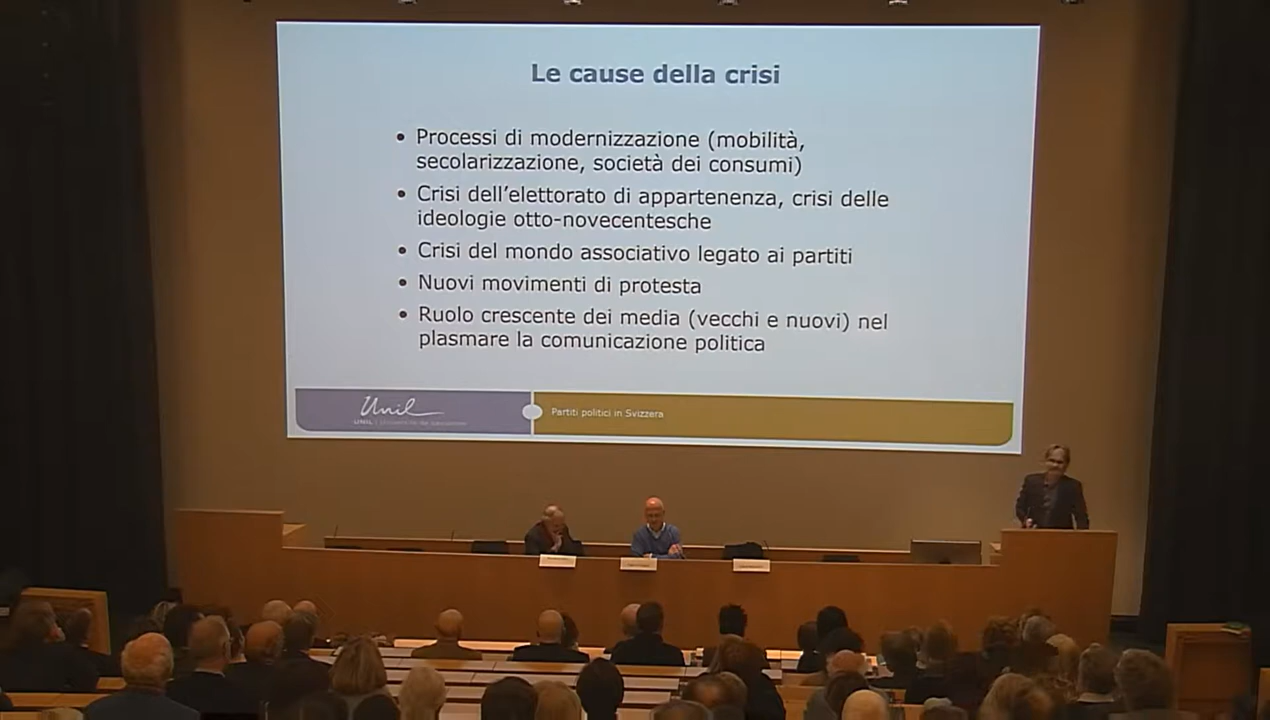 Le cause della crisi
• Processi di modernizzazione (mobilità,
secolarizzazione, società dei consumi)
• Crisi dell'elettorato di appartenenza, crisi delle
ideologie otto-novecentesche
• Crisi del mondo associativo legato ai partiti
• Nuovi movimenti di protesta
• Ruolo crescente dei media (vecchi e nuovi) nel
plasmare la comunicazione politica
Unil
UNIL |
Partiti politici in Svizzera